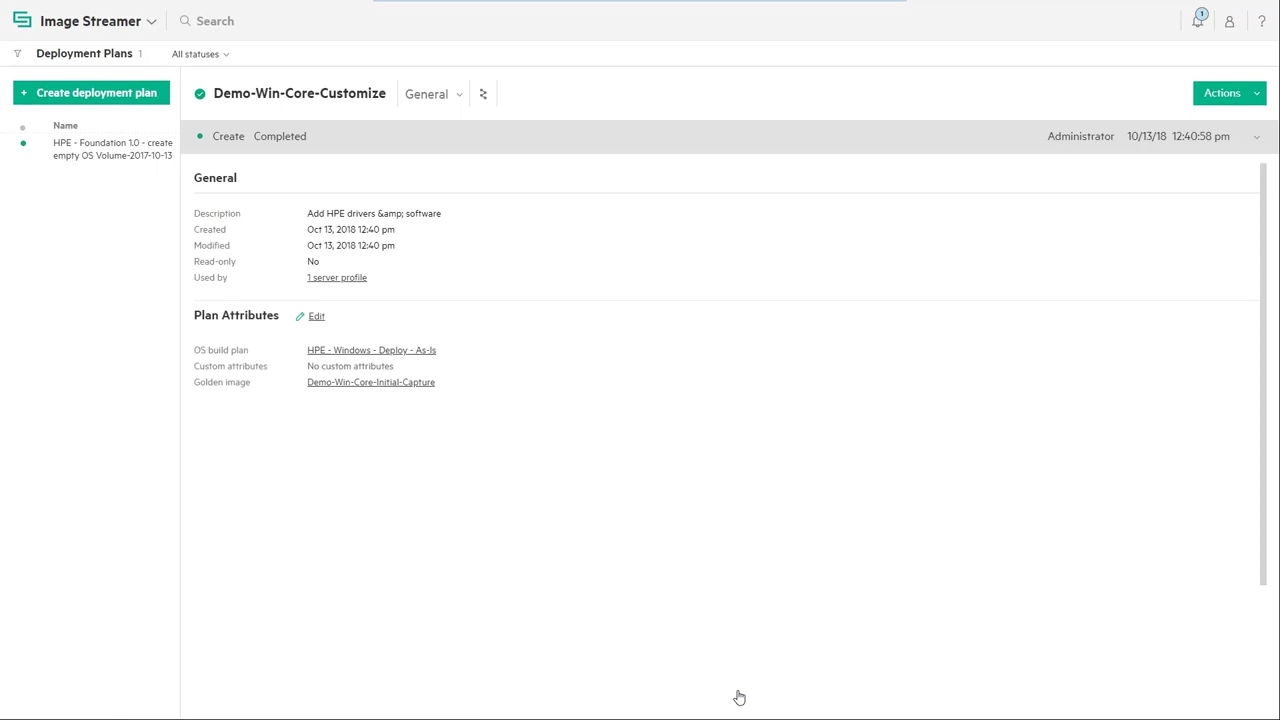 Image Streamer
Search
1
?
Deployment Plans 1
All statuses
+ Create deployment plan
Name
HPE - Foundation 1.0 - create
empty OS Volume-2017-10-13
Demo-Win-Core-Customize
General
Actions
Create Completed
Administrator 10/13/18 12:40:58 pm
General
Description Add HPE drivers &amp; software
Created Oct 13, 2018 12:40 pm
Modified Oct 13, 2018 12:40 pm
Read-only No
Used by 1 server profile
Plan Attributes Edit
OS build plan HPE - Windows - Deploy - As-Is
Custom attributes No custom attributes
Golden image Demo-Win-Core-Initial-Capture